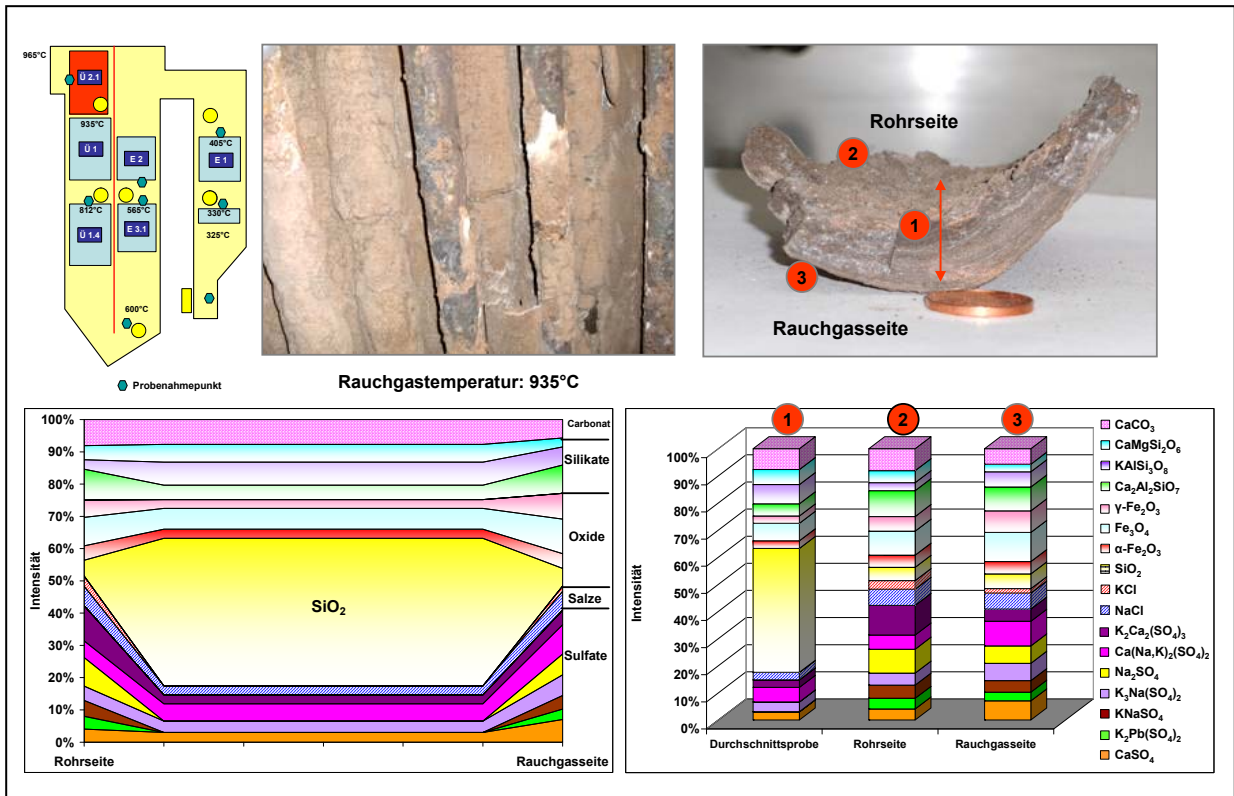 965°C
Ü 2.1
935°C
Ü 1
E 2
405°C
E 1
812°C
565°C
330°C
Ü 1.4
E 3.1
325°C
600°C
Probenahmepunkt
Rauchgastemperatur: 935°C
Rohrseite
2
1
3
Rauchgasseite
Intensität
100%
90%
80%
70%
60%
50%
40%
30%
20%
10%
0%
Carbonat
Silikate
Oxide
SiO₂
Salze
Sulfate
Rohrseite
Rauchgasseite
Intensität
100%
90%
80%
70%
60%
50%
40%
30%
20%
10%
0%
1
2
3
Durchschnittsprobe
Rohrseite
Rauchgasseite
CaCO₃
CaMgSi₂O₆
KAlSi₃O₈
Ca₂Al₂SiO₇
γ-Fe₂O₃
Fe₃O₄
α-Fe₂O₃
SiO₂
KCl
NaCl
K₂Ca₂(SO₄)₃
Ca(Na,K)₂(SO₄)₂
Na₂SO₄
K₃Na(SO₄)₂
KNaSO₄
K₂Pb(SO₄)₂
CaSO₄